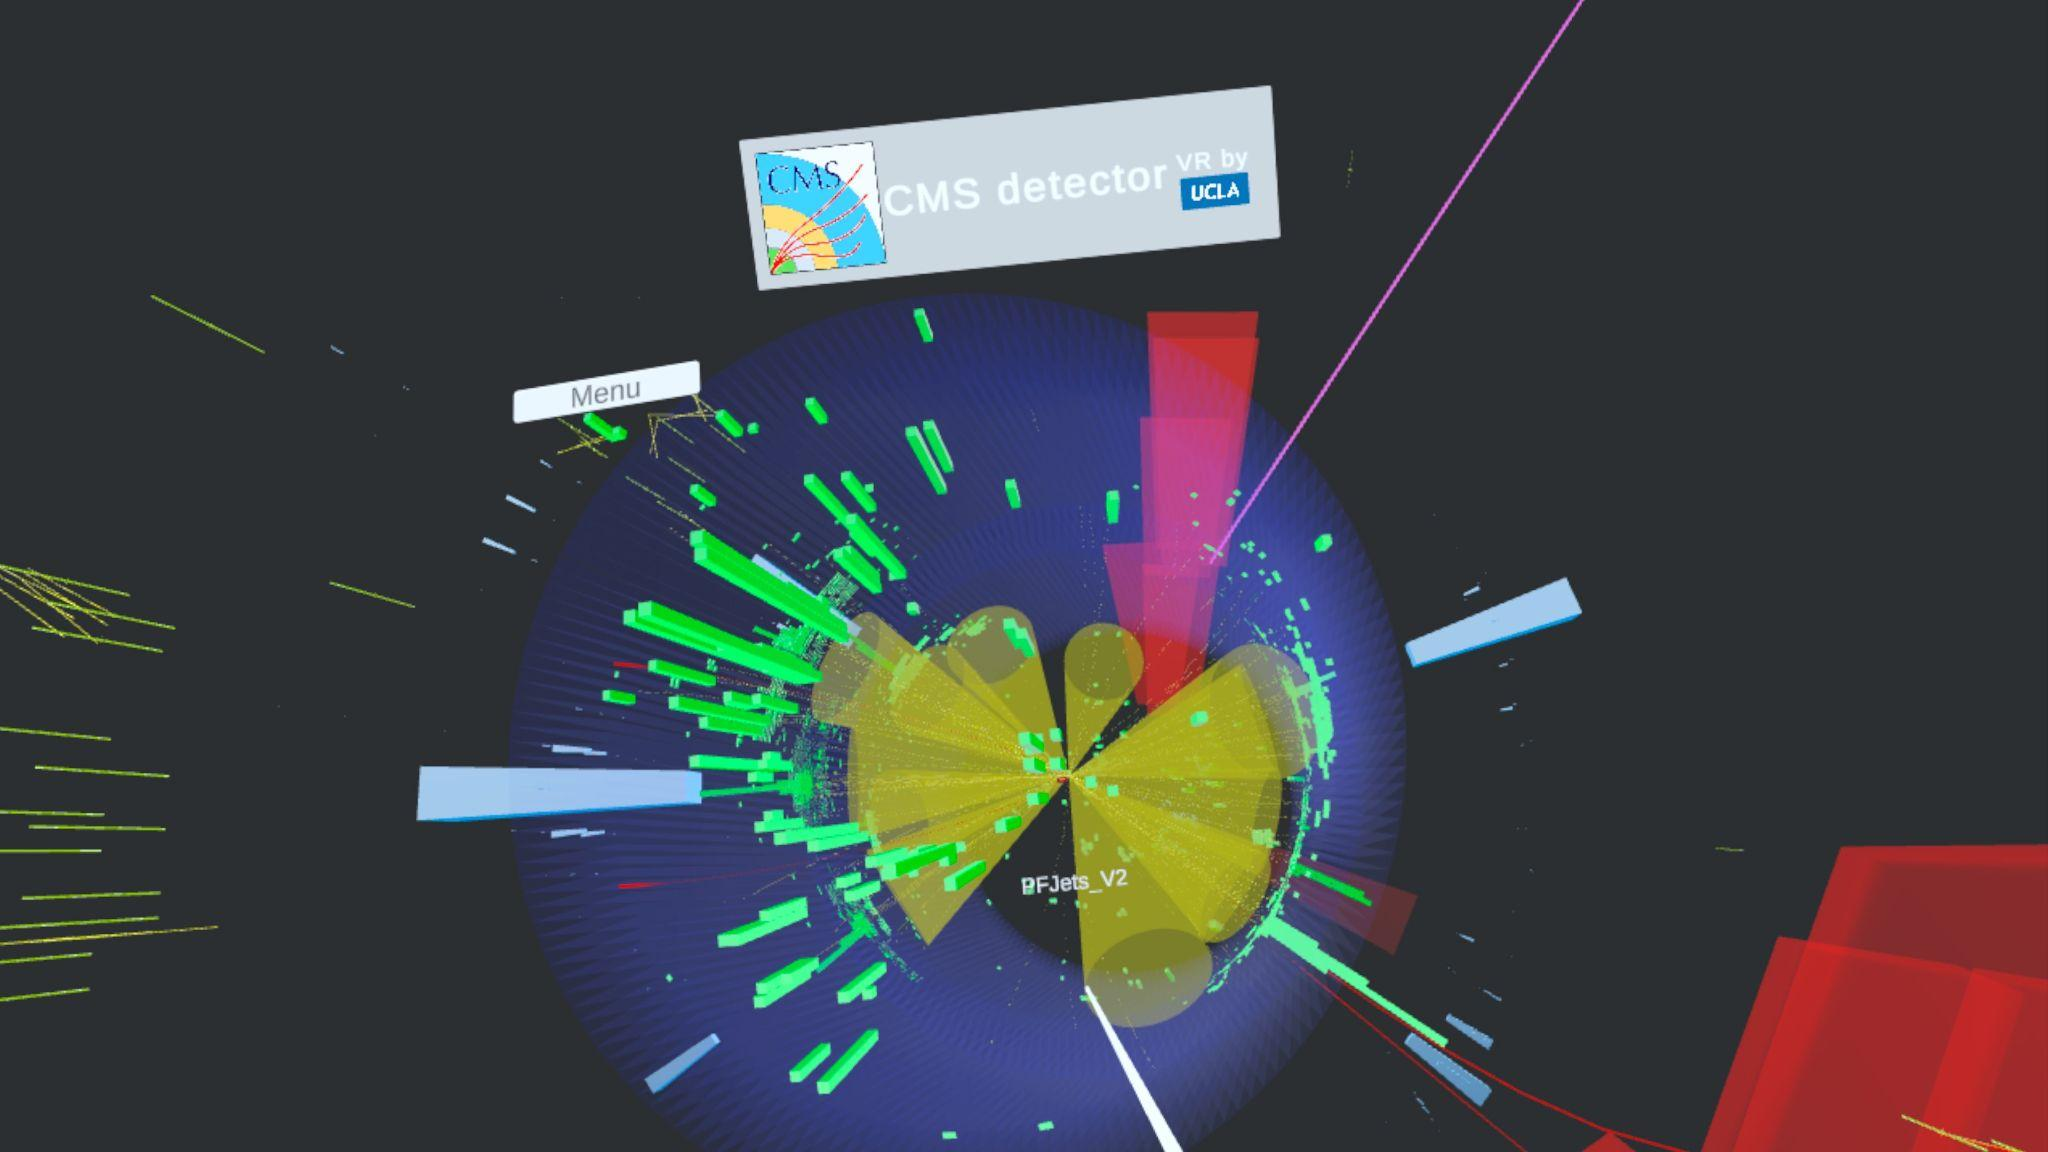 CMS
CMS detector
VR by
UCLA
Menu
PFJets_V2